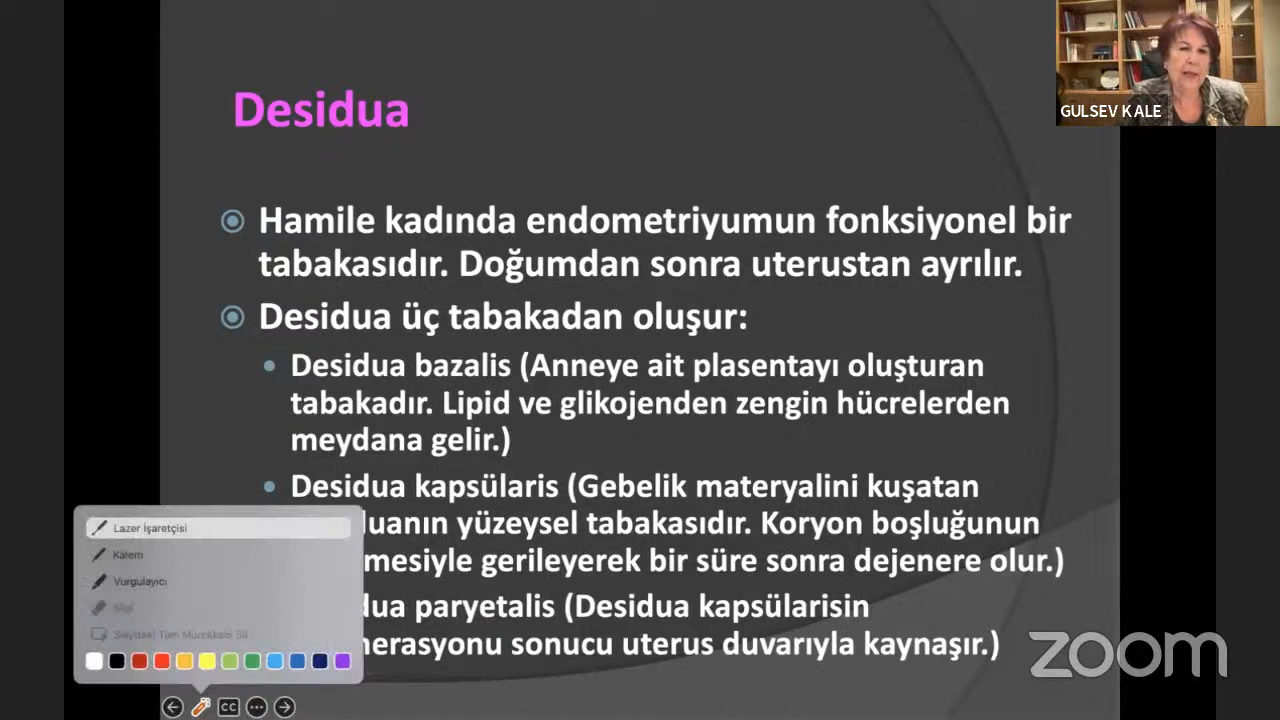 Desidua
GULSEV KALE
Hamile kadında endometriyumun fonksiyonel bir
tabakasıdır. Doğumdan sonra uterustan ayrılır.
Desidua üç tabakadan oluşur:
Desidua bazalis (Anneye ait plasentayı oluşturan
tabakadır. Lipid ve glikojenden zengin hücrelerden
meydana gelir.)
Desidua kapsülaris (Gebelik materyalini kuşatan
duanın yüzeysel tabakasıdır. Koryon boşluğunun
mesiyle gerileyerek bir süre sonra dejenere olur.)
dua paryetalis (Desidua kapsülarisin
nerasyonu sonucu uterus duvarıyla kaynaşır.)
Lazer İşaretçisi
Kalem
Vurgulayıcı
Silgi
Slayttaki Tüm Mürekkebi Sil
CC
zoom